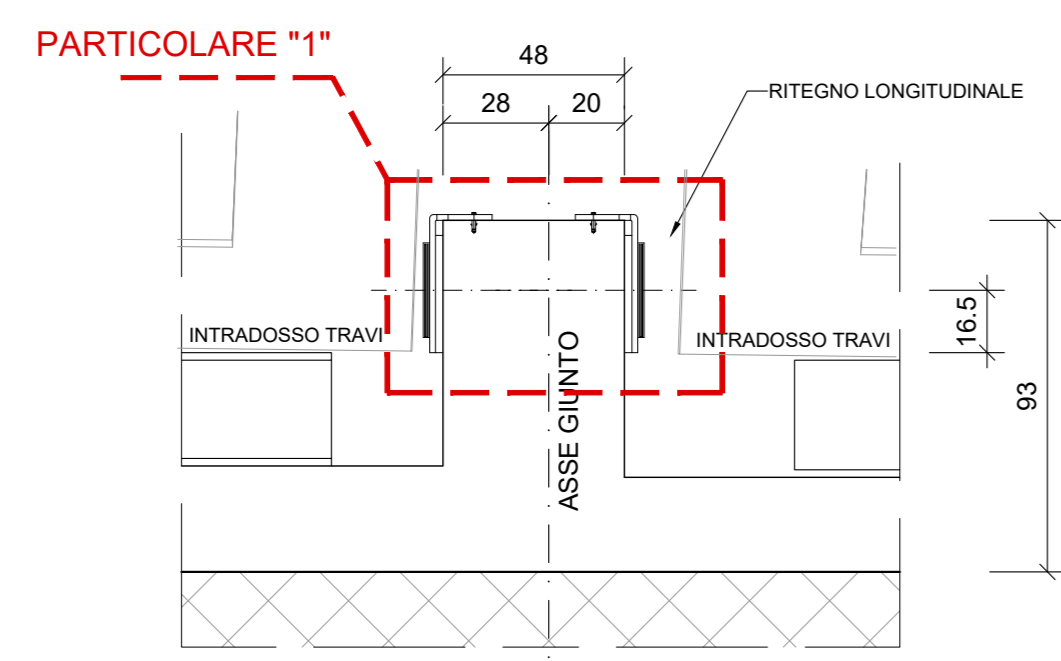 PARTICOLARE "1"
48
28
20
RITEGNO LONGITUDINALE
INTRADOSSO TRAVI
INTRADOSSO TRAVI
ASSE GIUNTO
16.5
93